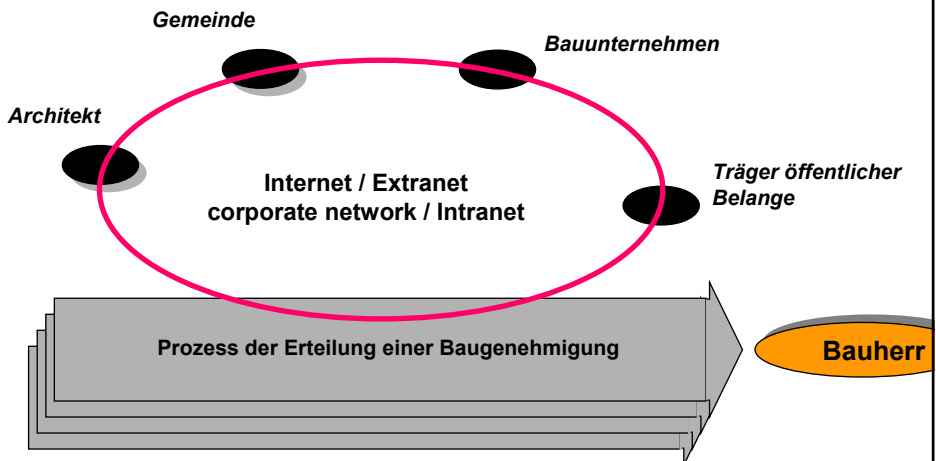 Gemeinde
Bauunternehmen
Architekt
Träger öffentlicher
Belange
Internet / Extranet
corporate network / Intranet
Prozess der Erteilung einer Baugenehmigung
Bauherr